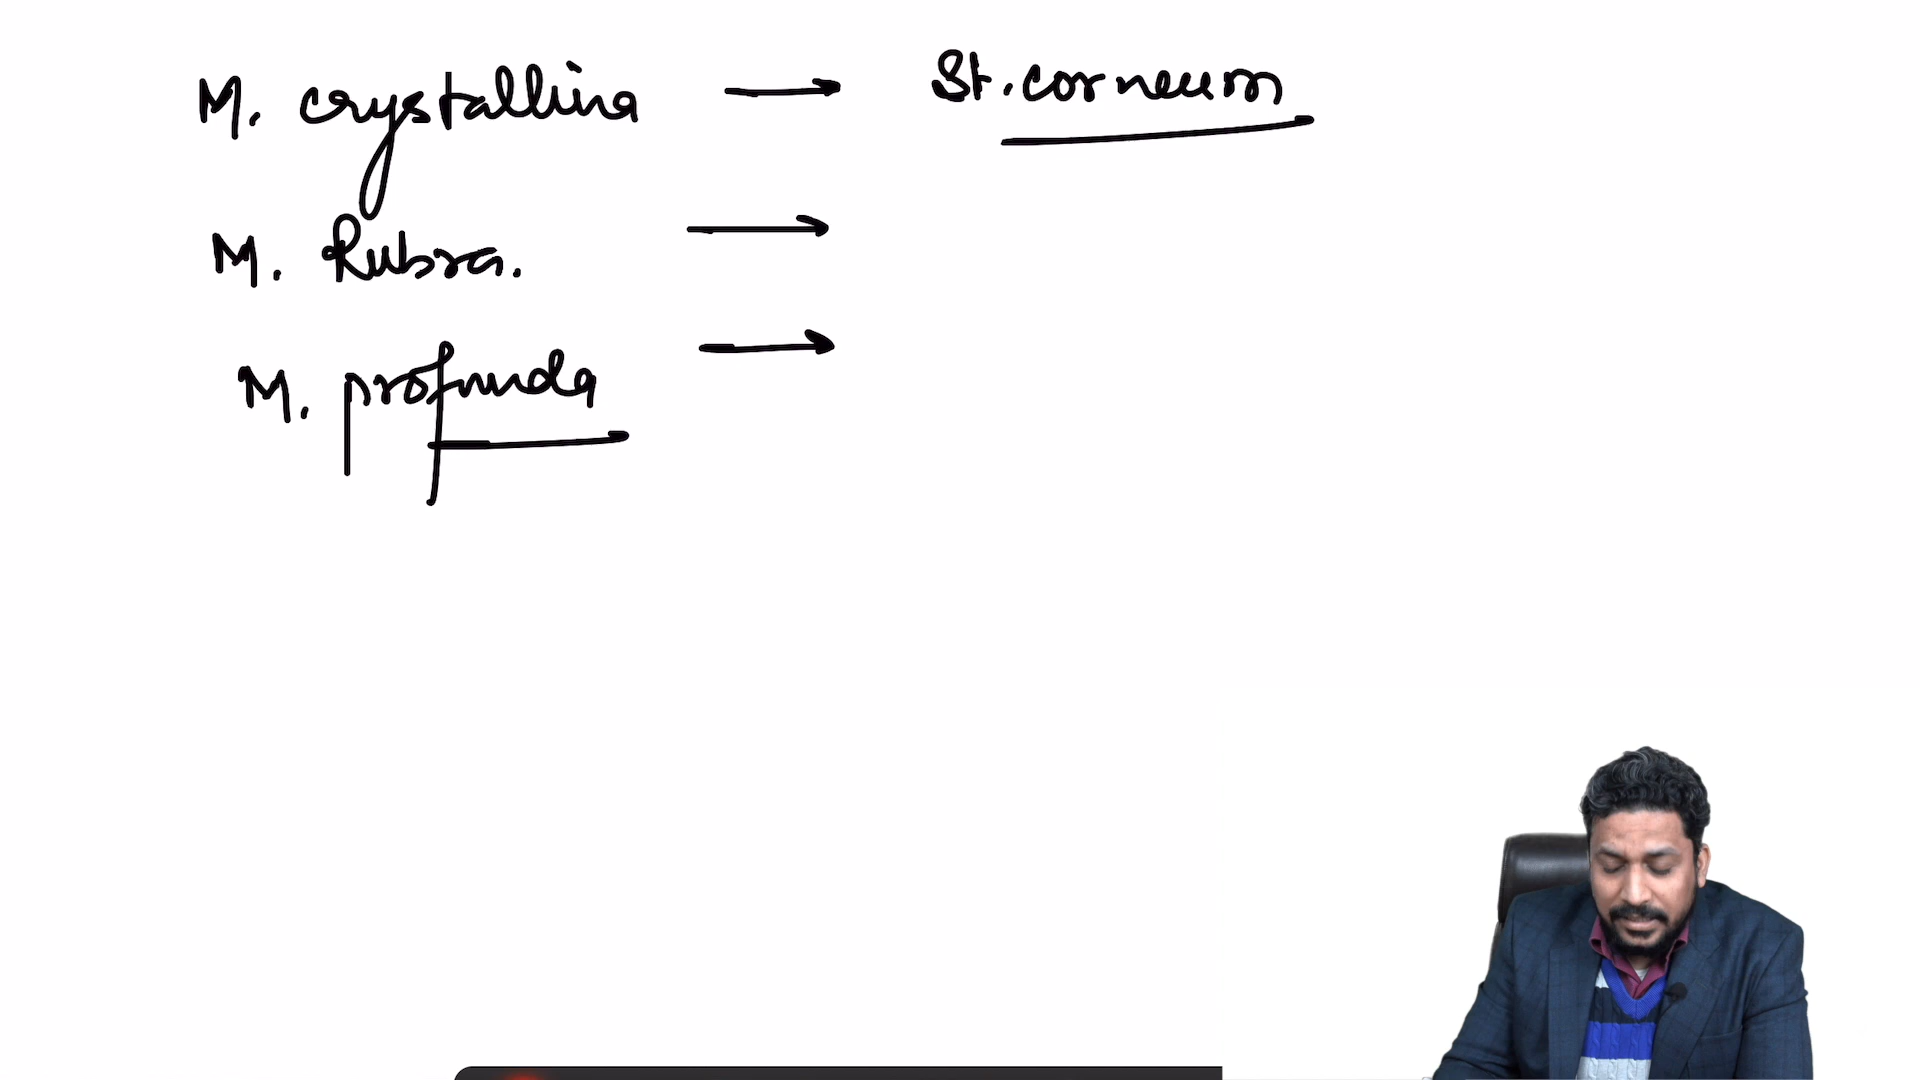 M. crystallina → St. corneum
M. Rubra. →
M. profunda →